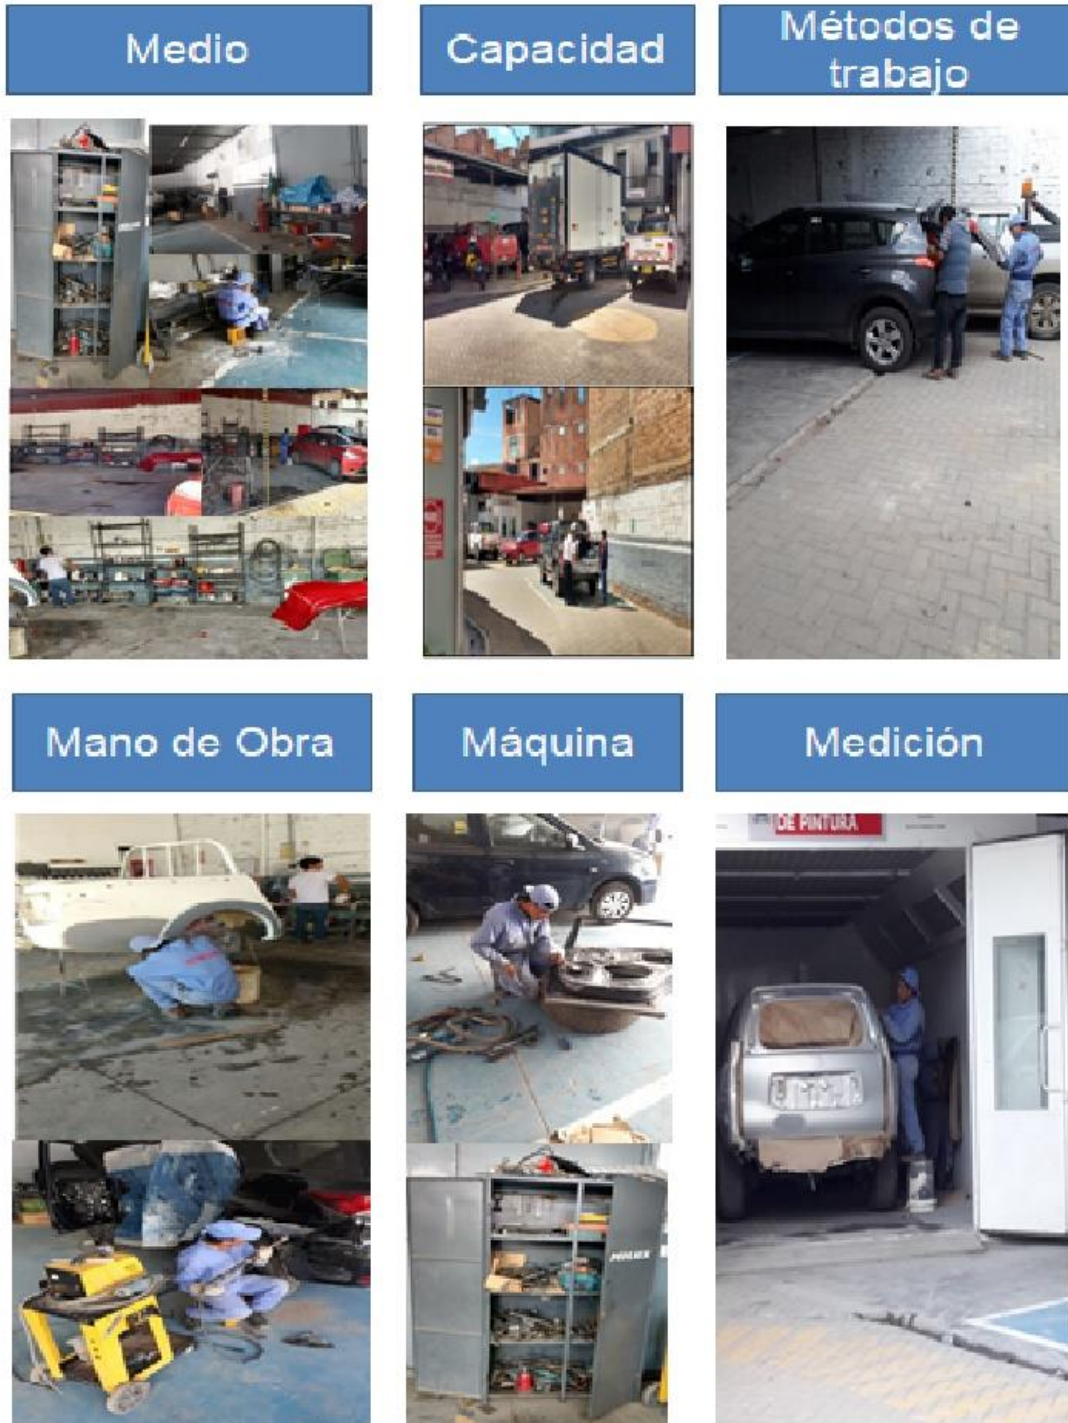 Medio
Capacidad
Métodos de
trabajo
Mano de Obra
Máquina
Medición
DE PINTURA